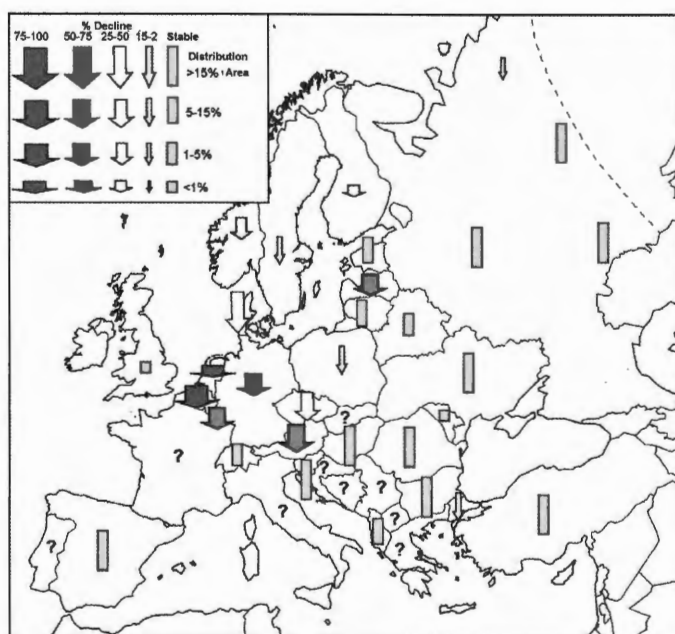 % Decline
75-100 50-75 25-50 15-2 Stable
Distribution
>15% Area
5-15%
1-5%
<1%
?
?
?
?
?
?
?
?